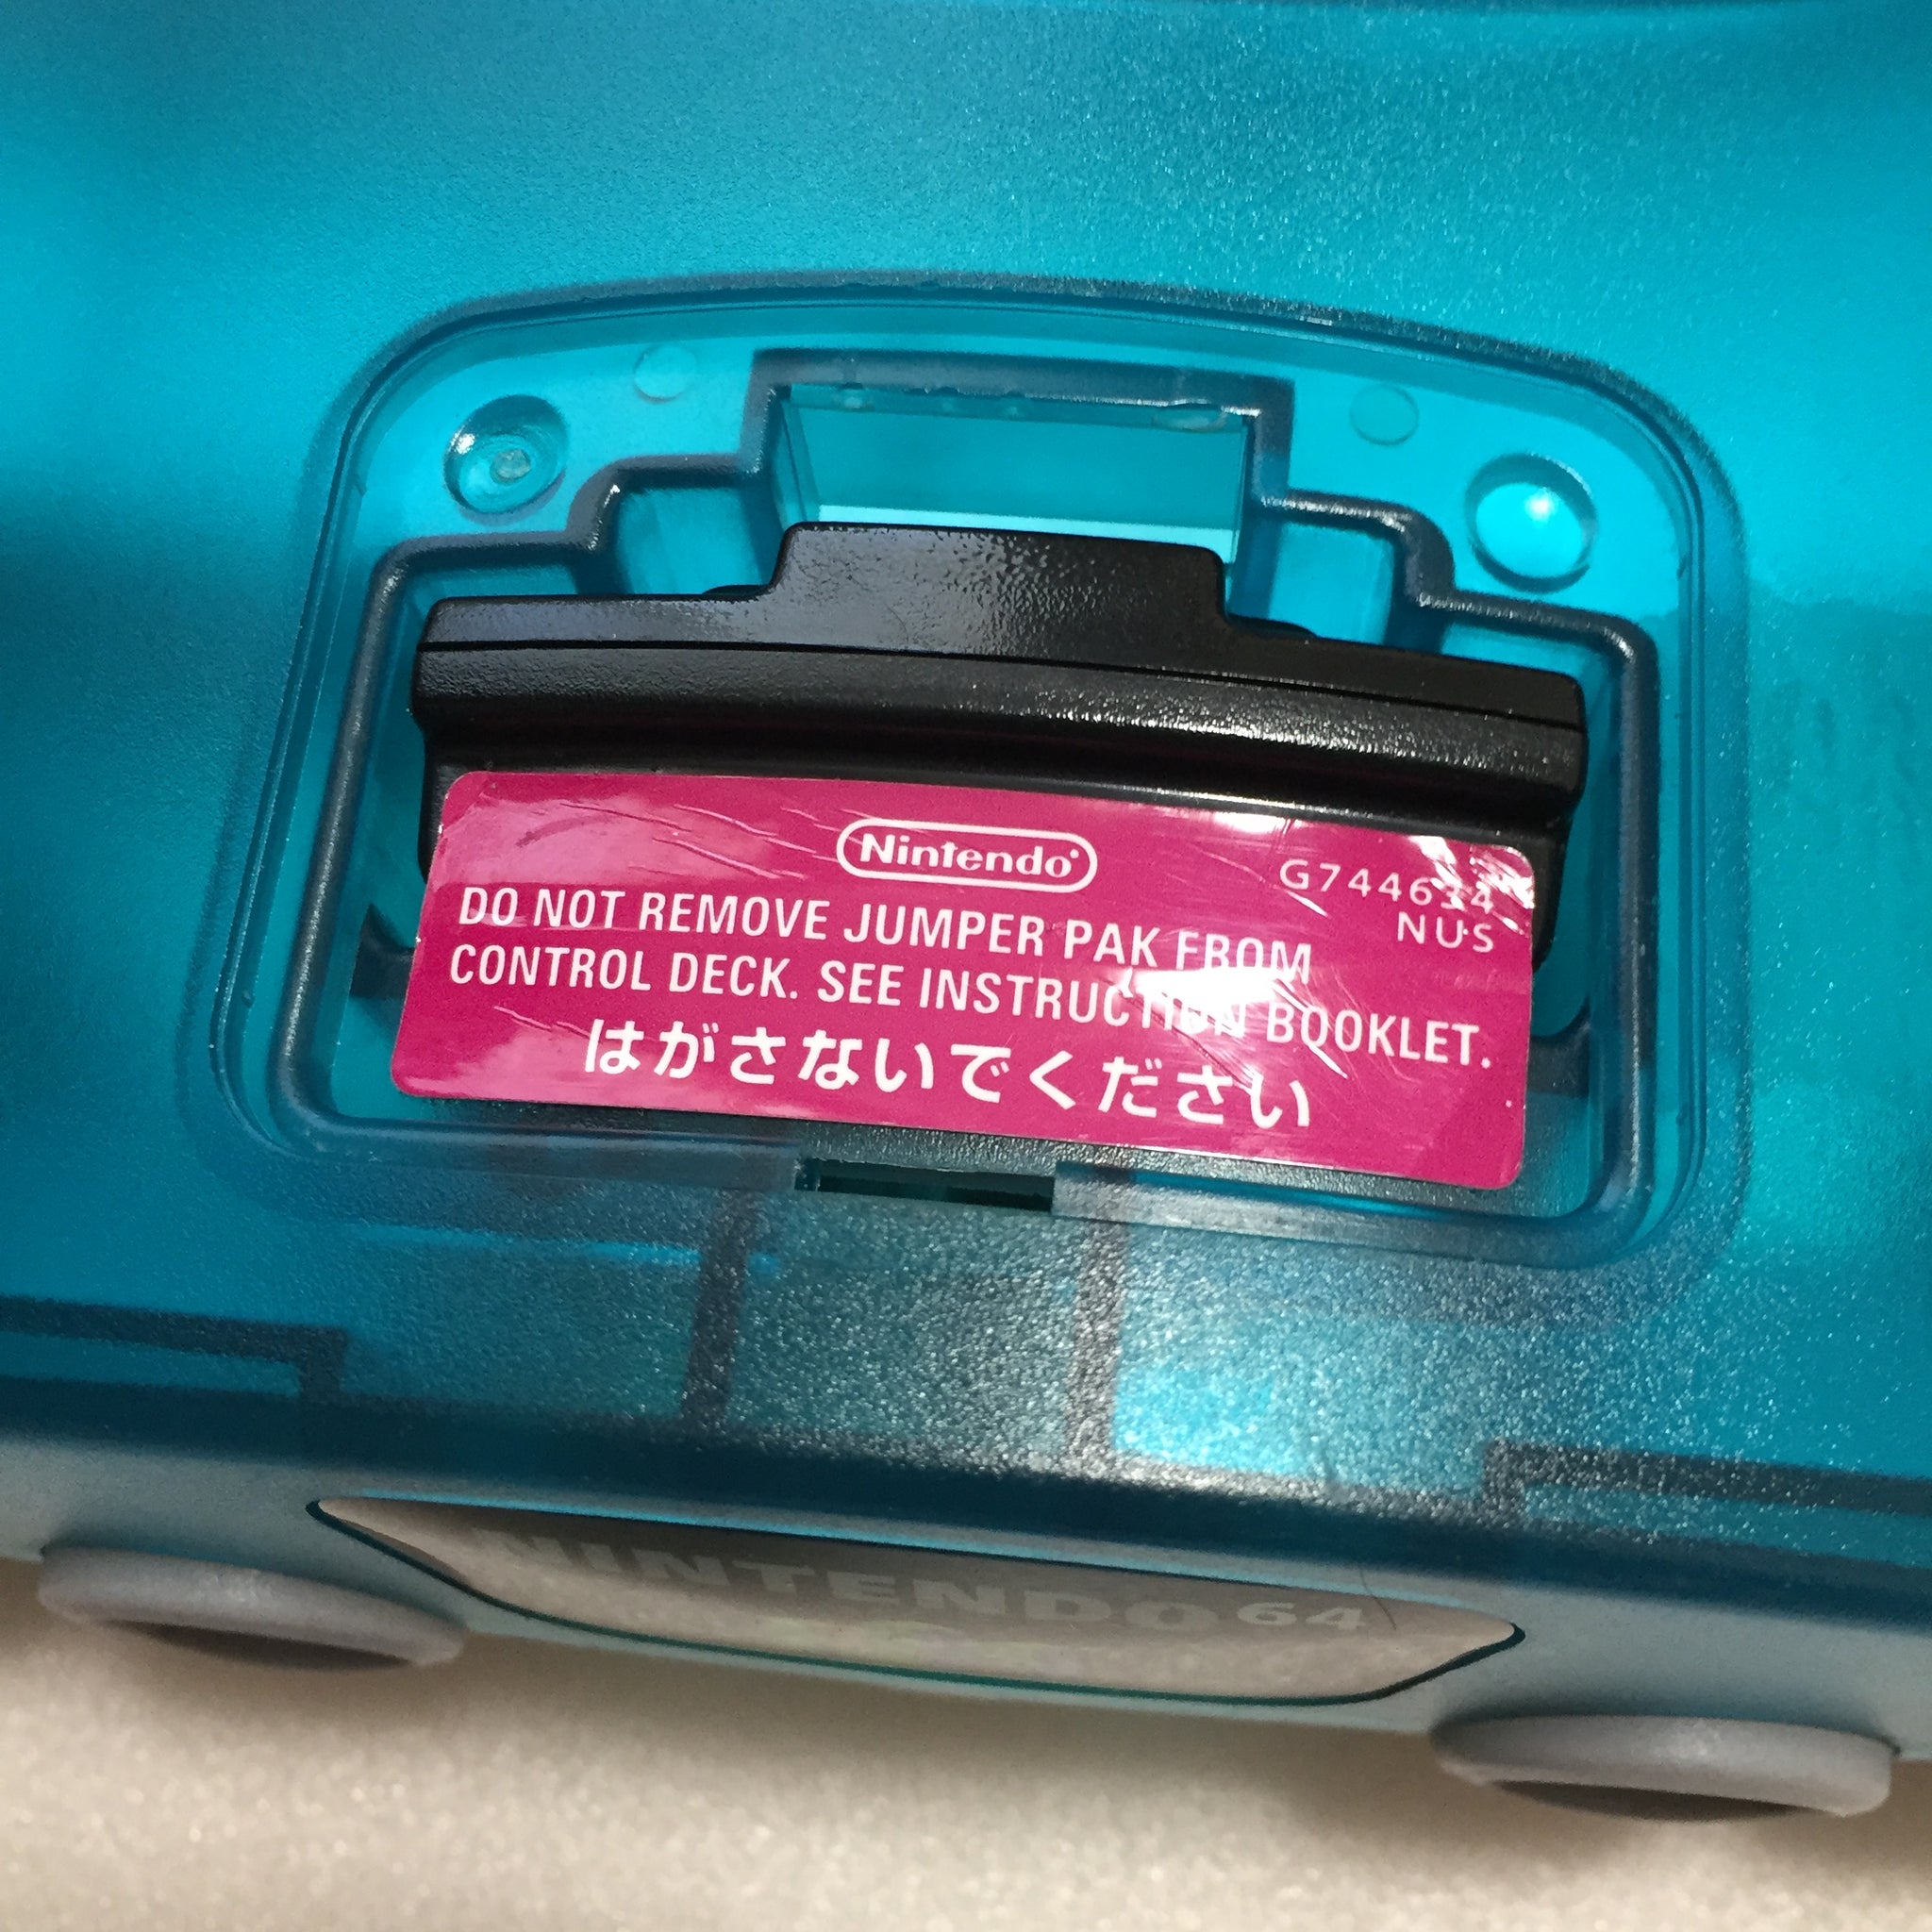 Nintendo
G744634
NUS
DO NOT REMOVE JUMPER PAK FROM
CONTROL DECK. SEE INSTRUCTION BOOKLET.
はがさないでください
NINTENDO 64